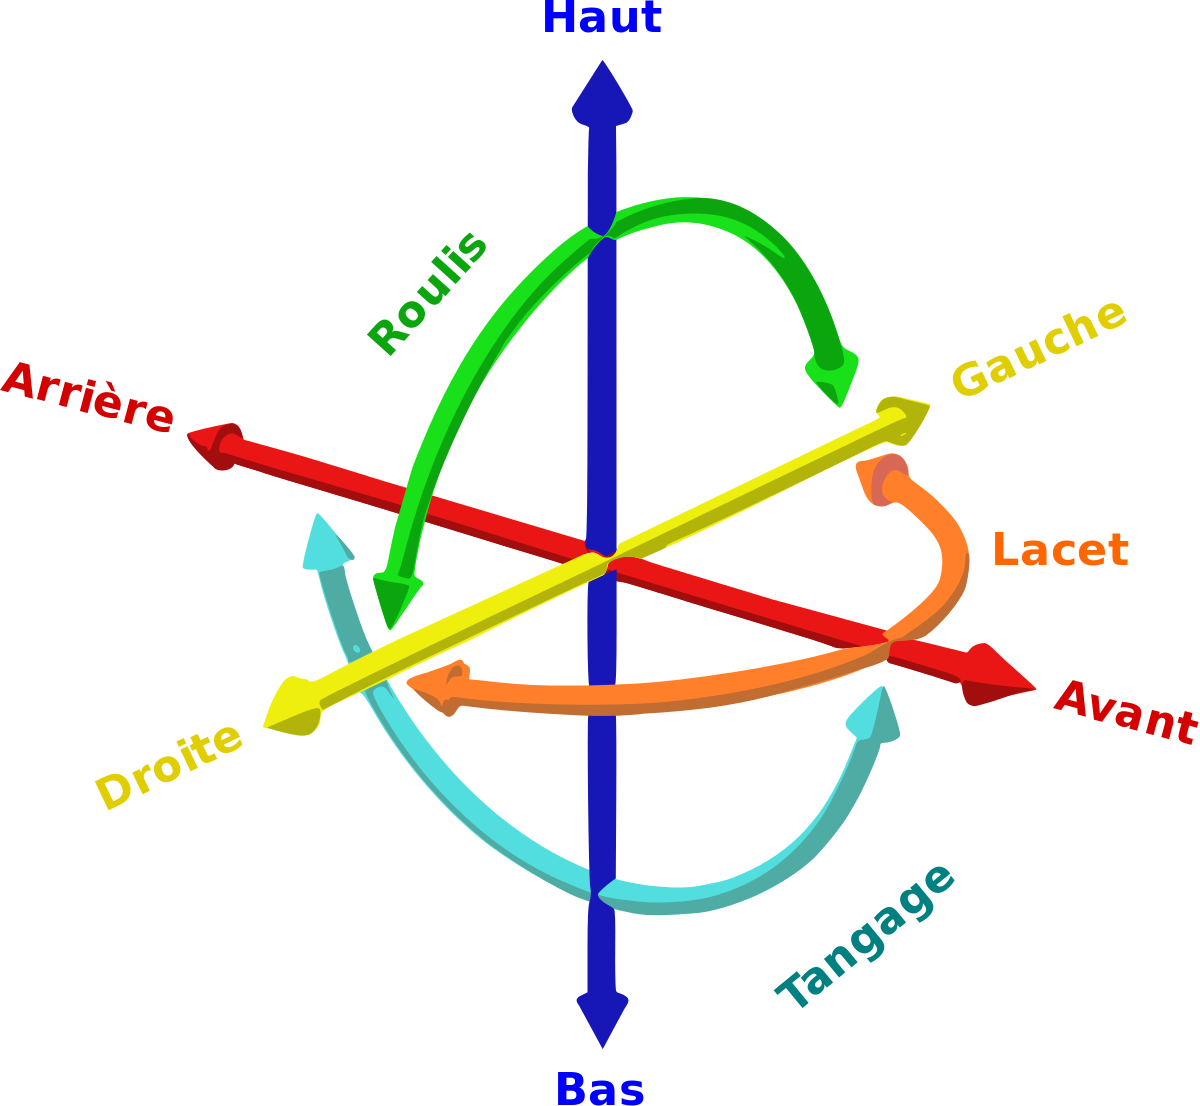 Haut
Roulis
Gauche
Arrière
Lacet
Avant
Droite
Tangage
Bas